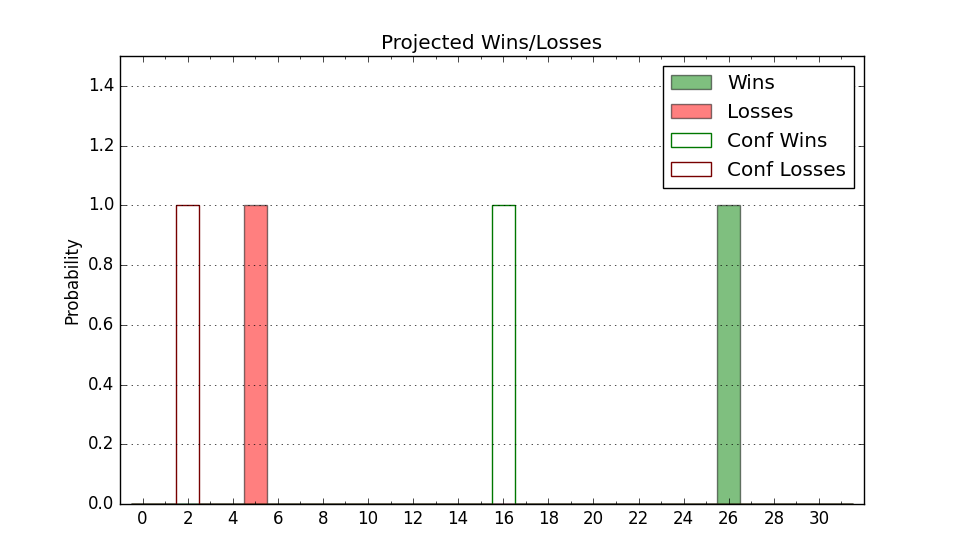 Projected Wins/Losses
Wins
Losses
Conf Wins
Conf Losses
Probability
1.4
1.2
1.0
0.8
0.6
0.4
0.2
0.0
0 2 4 6 8 10 12 14 16 18 20 22 24 26 28 30